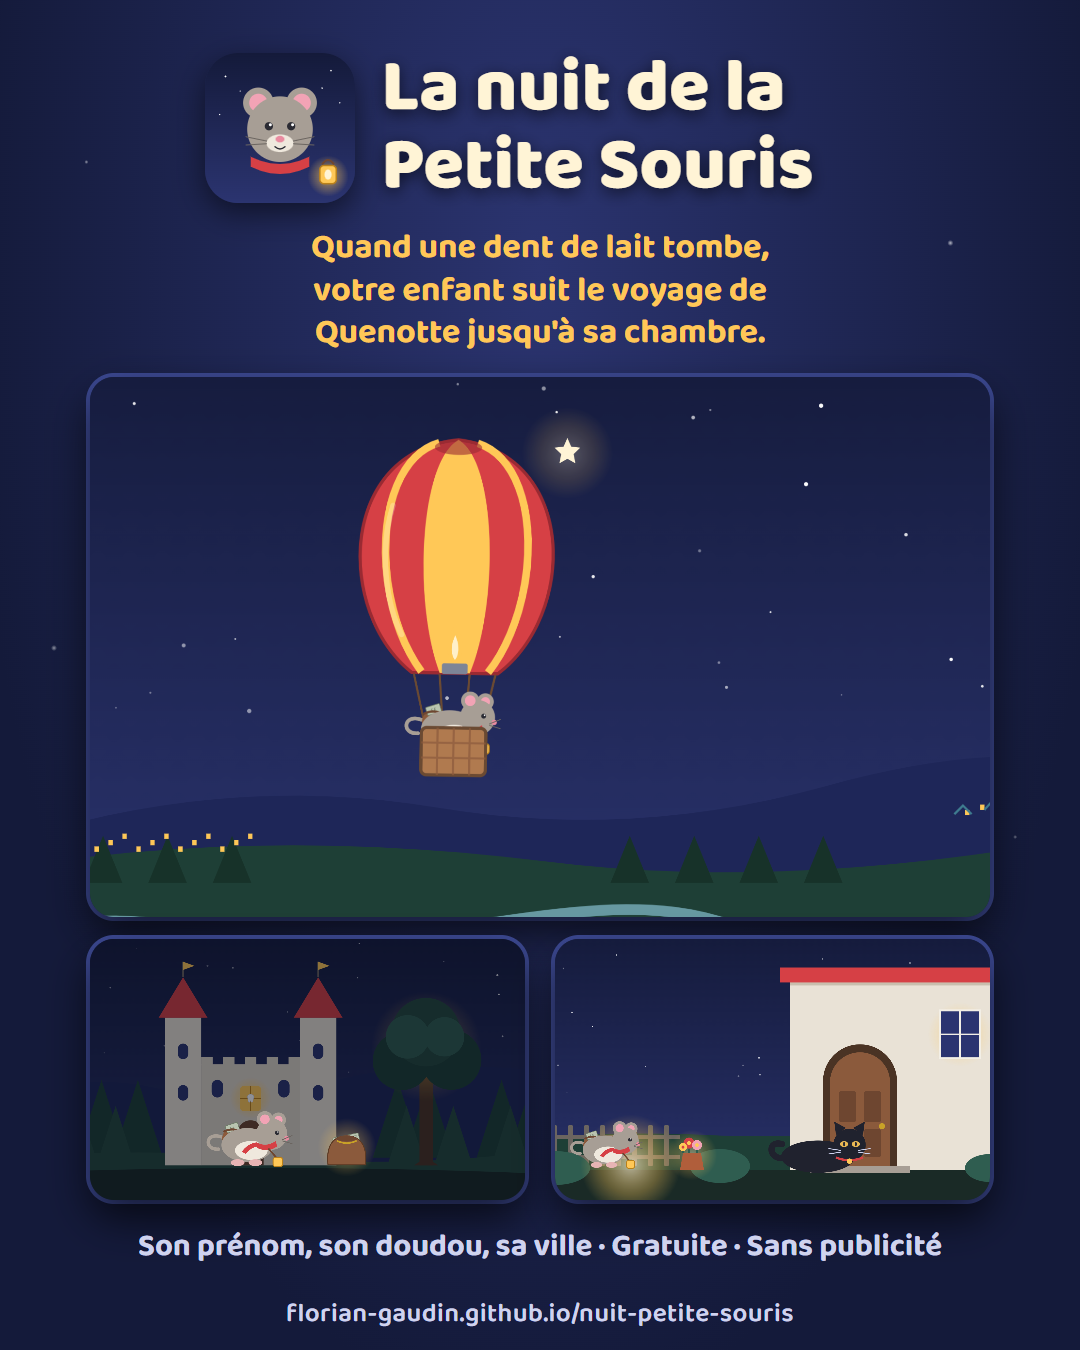 La nuit de la
Petite Souris
Quand une dent de lait tombe,
votre enfant suit le voyage de
Quenotte jusqu'à sa chambre.
Son prénom, son doudou, sa ville · Gratuite · Sans publicité
florian-gaudin.github.io/nuit-petite-souris